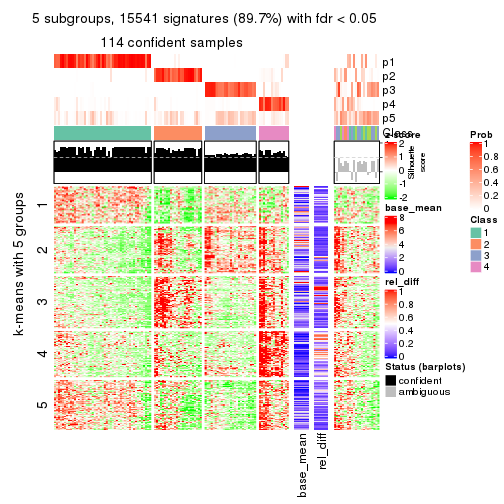 5 subgroups, 15541 signatures (89.7%) with fdr < 0.05
114 confident samples
p1
p2
p3
p4
p5
Class
Silhouette
score
k-means with 5 groups
1
2
3
4
5
base_mean
rel_diff
z-score
2
1
0
-1
-2
base_mean
8
6
4
2
0
rel_diff
1
0.8
0.6
0.4
0.2
0
Status (barplots)
confident
ambiguous
Prob
1
0.8
0.6
0.4
0.2
0
Class
1
2
3
4